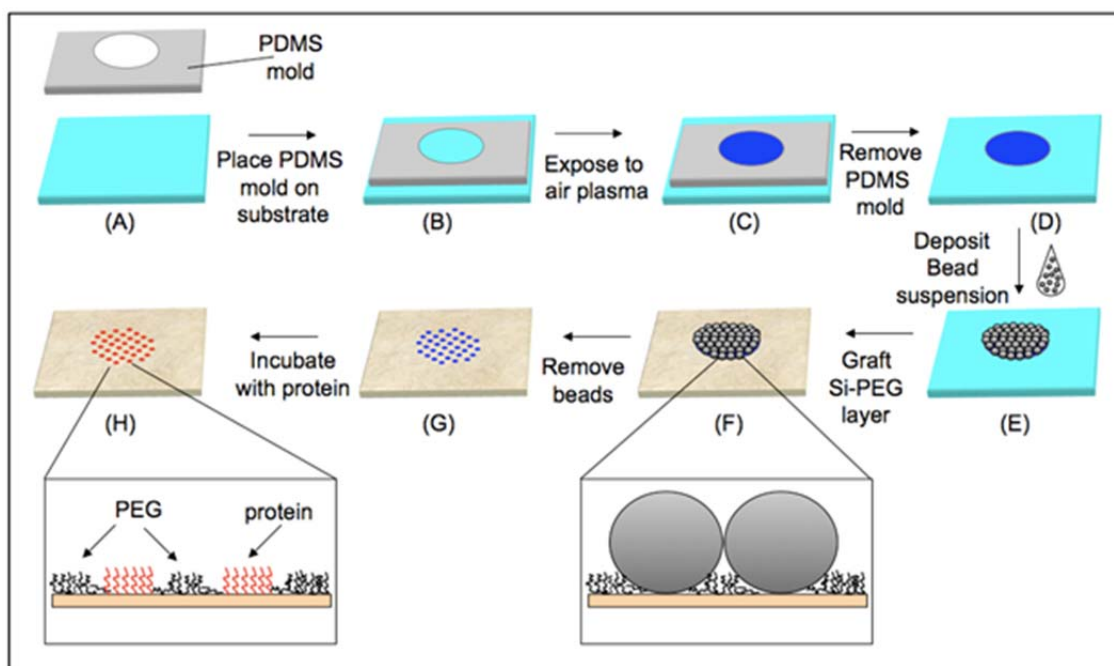 PDMS
mold
Place PDMS
mold on
substrate
Expose to
air plasma
Remove
PDMS
mold
(A)
(B)
(C)
(D)
Deposit
Bead
suspension
Incubate
with protein
Remove
beads
Graft
Si-PEG
layer
(H)
(G)
(F)
(E)
PEG
protein